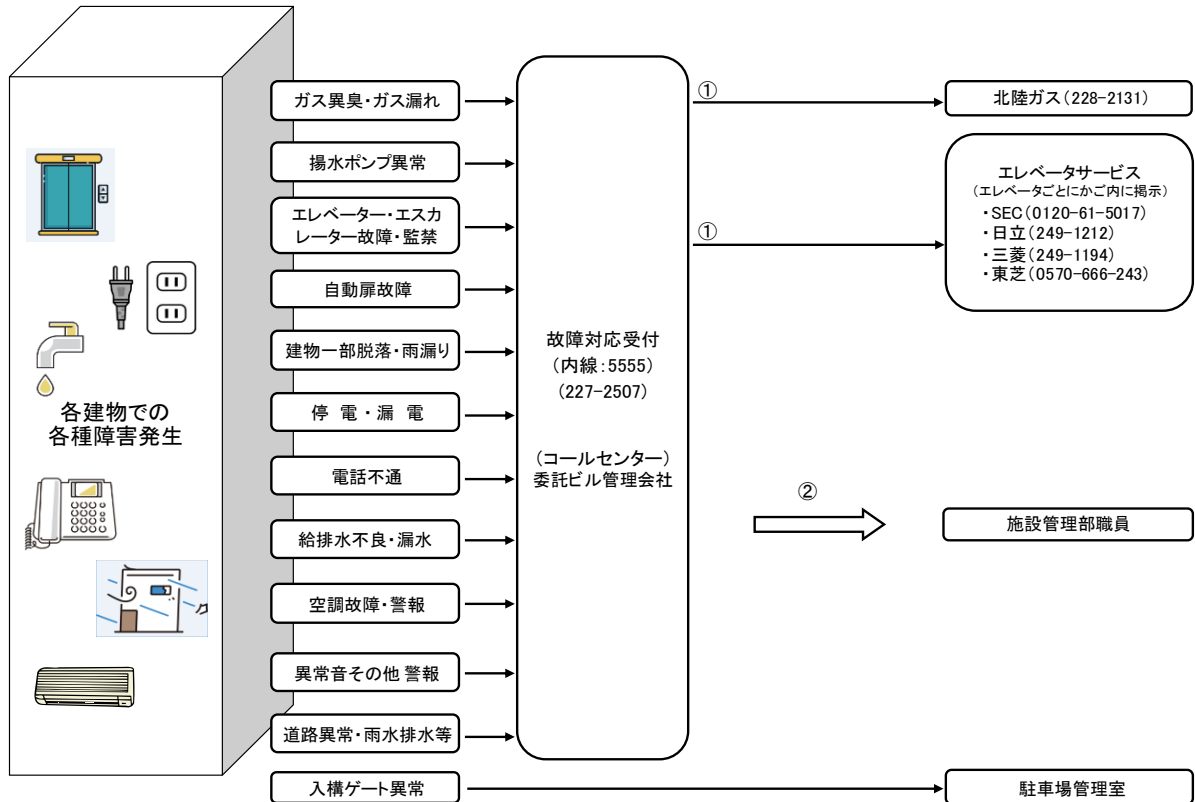 ガス異臭・ガス漏れ
揚水ポンプ異常
エレベーター・エスカ
レーター故障・監禁
自動扉故障
建物一部脱落・雨漏り
停 電 ・ 漏 電
電話不通
給排水不良・漏水
空調故障・警報
異常音その他 警報
道路異常・雨水排水等
入構ゲート異常
各建物での
各種障害発生
故障対応受付
(内線:5555)
(227-2507)
(コールセンター)
委託ビル管理会社
①
①
②
北陸ガス(228-2131)
エレベータサービス
(エレベータごとにかご内に掲示)
・SEC(0120-61-5017)
・日立(249-1212)
・三菱(249-1194)
・東芝(0570-666-243)
施設管理部職員
駐車場管理室